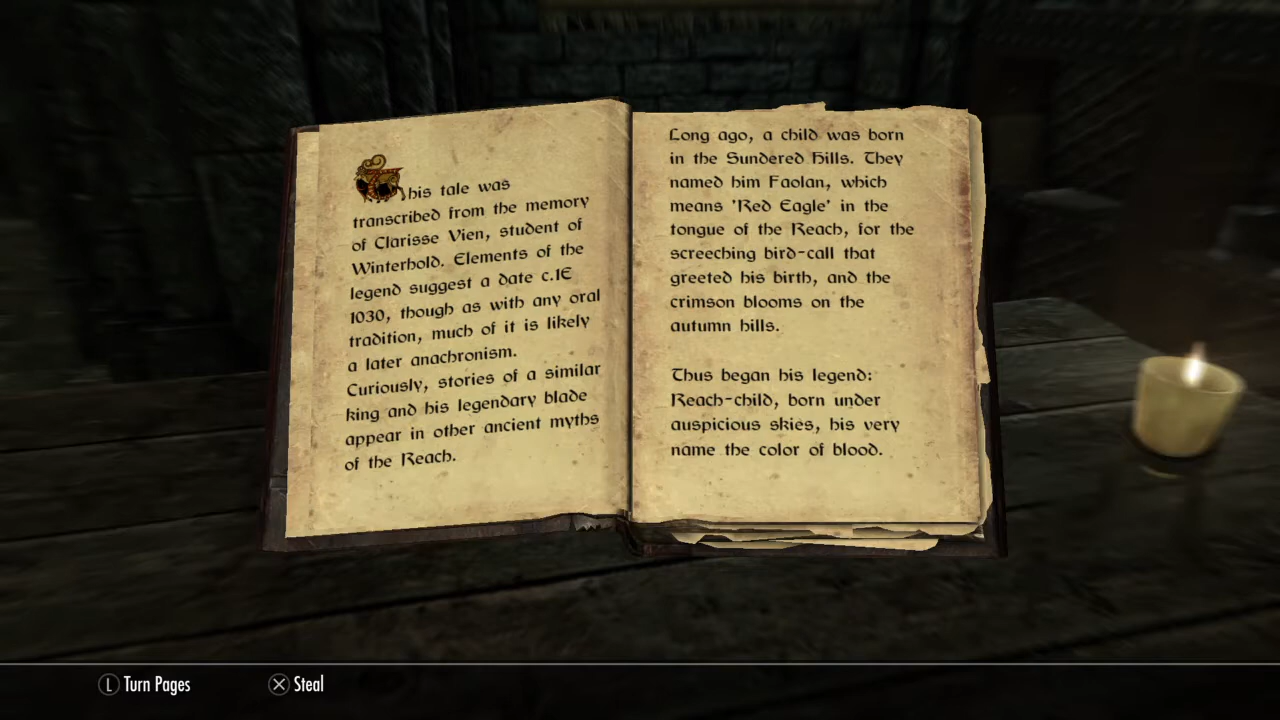 This tale was
transcribed from the memory
of Clarisse Vien, student of
Winterhold. Elements of the
legend suggest a date c.1E
1030, though as with any oral
tradition, much of it is likely
a later anachronism.
Curiously, stories of a similar
king and his legendary blade
appear in other ancient myths
of the Reach.
Long ago, a child was born
in the Sundered Hills. They
named him Faolan, which
means 'Red Eagle' in the
tongue of the Reach, for the
screeching bird-call that
greeted his birth, and the
crimson blooms on the
autumn hills.
Thus began his legend:
Reach-child, born under
auspicious skies, his very
name the color of blood.
L Turn Pages
X Steal